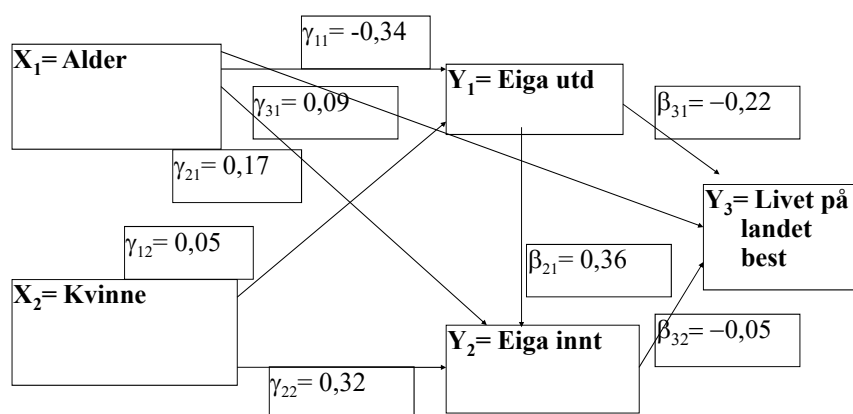 γ11 = -0,34
X1= Alder
Y1= Eiga utd
γ31= 0,09
β31= −0,22
γ21= 0,17
Y3= Livet på
landet
best
γ12= 0,05
β21= 0,36
X2= Kvinne
Y2= Eiga innt
β32= −0,05
γ22= 0,32